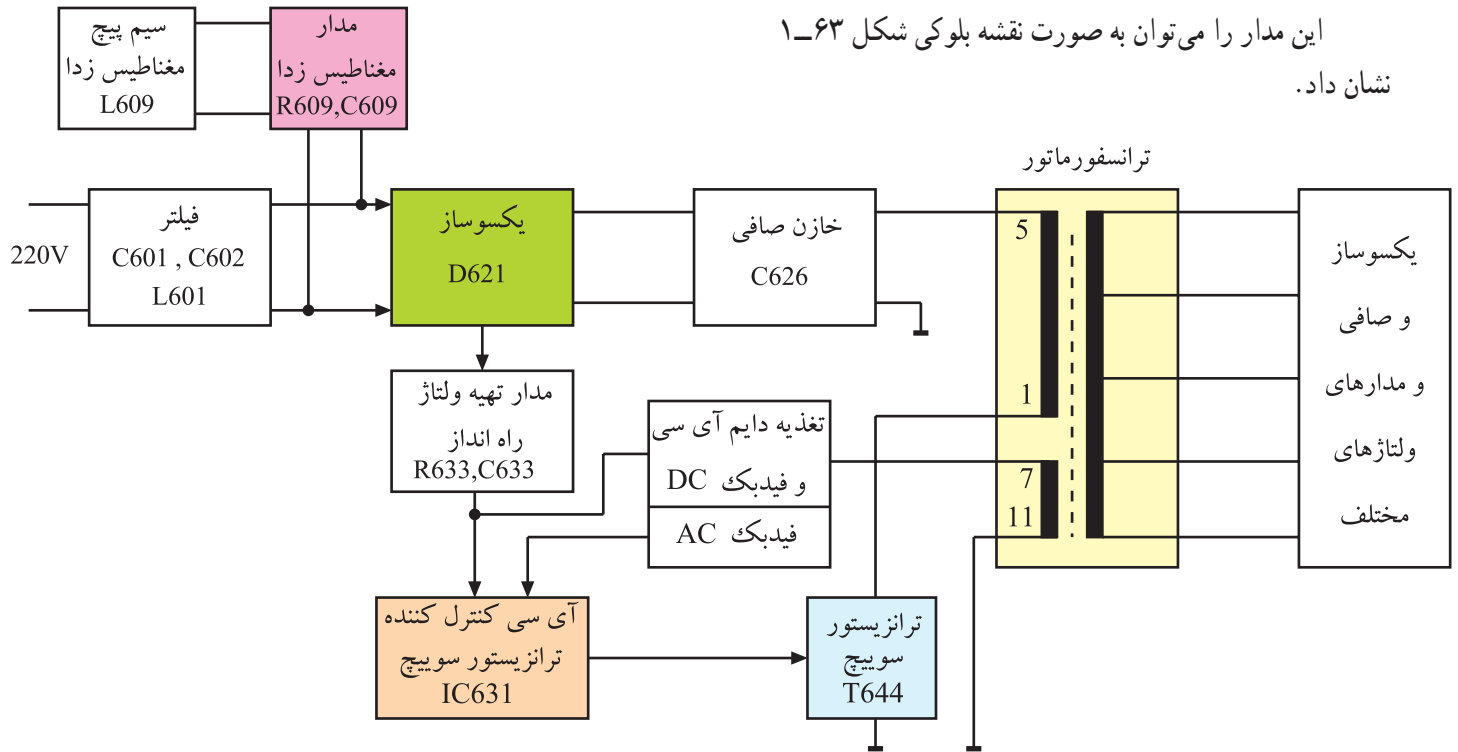 این مدار را می‌توان به صورت نقشه بلوکی شکل ۶۳ــ۱
نشان داد.
سیم پیچ
مغناطیس زدا
L609
مدار
مغناطیس زدا
R609,C609
220V
فیلتر
C601 , C602
L601
یکسوساز
D621
خازن صافی
C626
ترانسفورماتور
5
1
7
11
یکسوساز
و صافی
و مدارهای
ولتاژهای
مختلف
مدار تهیه ولتاژ
راه انداز
R633,C633
تغذیه دایم آی سی
و فیدبک DC
فیدبک AC
آی سی کنترل کننده
ترانزیستور سوییچ
IC631
ترانزیستور
سوییچ
T644